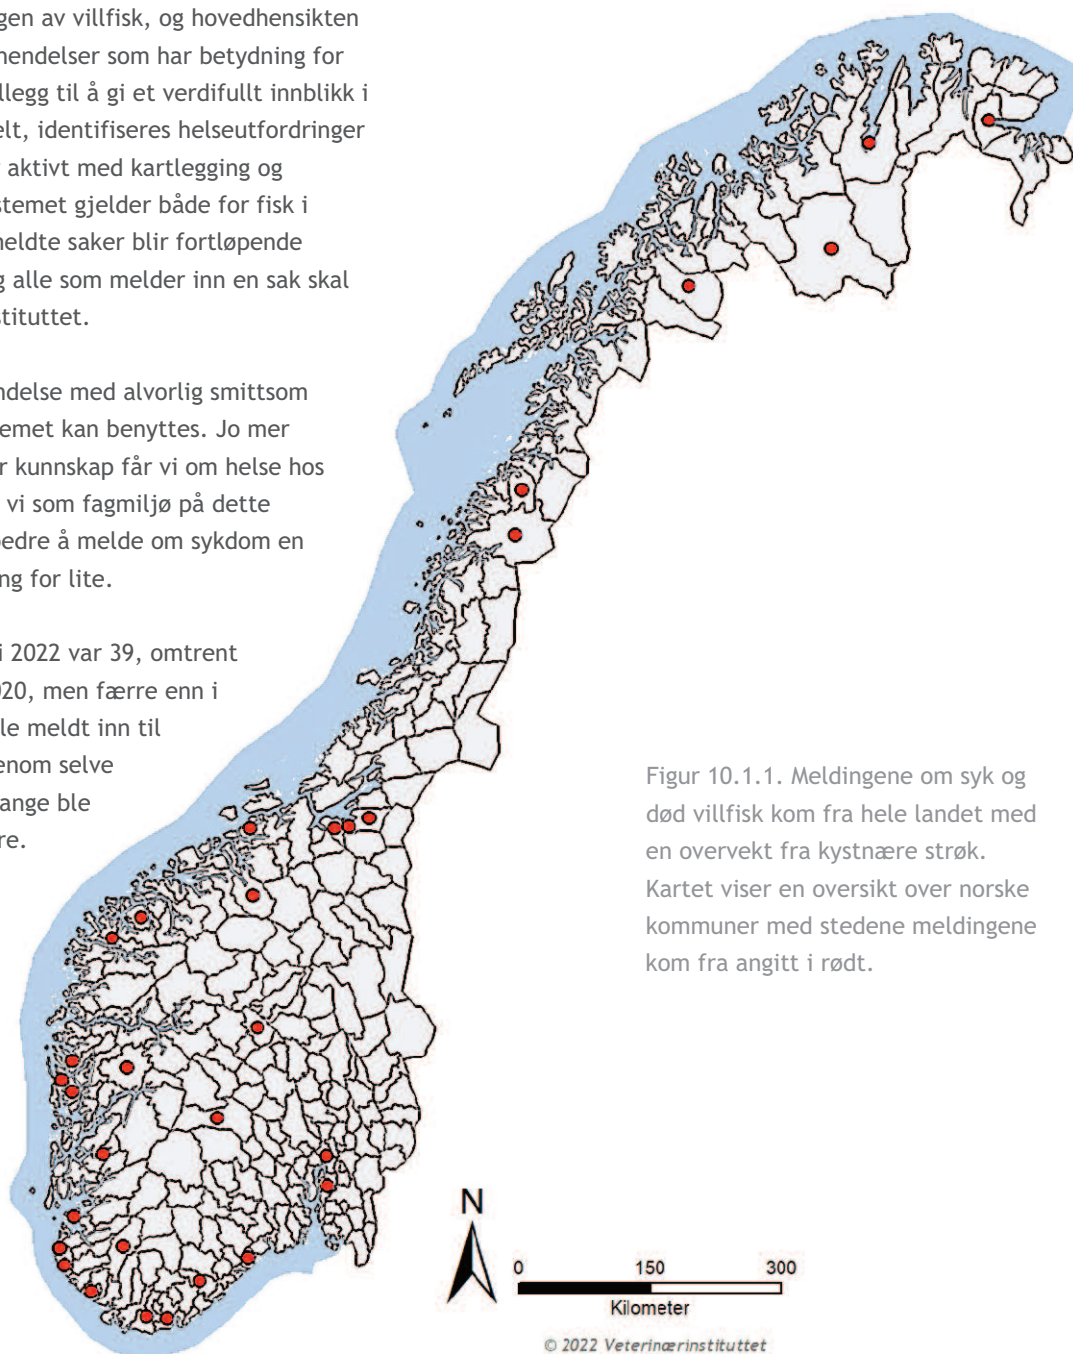 gen av villfisk, og hovedhensikten
hendelser som har betydning for
llegg til å gi et verdifullt innblikk i
elt, identifiseres helseutfordringer
aktivt med kartlegging og
stemet gjelder både for fisk i
meldte saker blir fortløpende
g alle som melder inn en sak skal
stituttet.
ndelse med alvorlig smittsom
temet kan benyttes. Jo mer
r kunnskap får vi om helse hos
vi som fagmiljø på dette
bedre å melde om sykdom en
ng for lite.
i 2022 var 39, omtrent
020, men færre enn i
le meldt inn til
enom selve
ange ble
re.
Figur 10.1.1. Meldingene om syk og
død villfisk kom fra hele landet med
en overvekt fra kystnære strøk.
Kartet viser en oversikt over norske
kommuner med stedene meldingene
kom fra angitt i rødt.
N
0 150 300
Kilometer
© 2022 Veterinærinstituttet